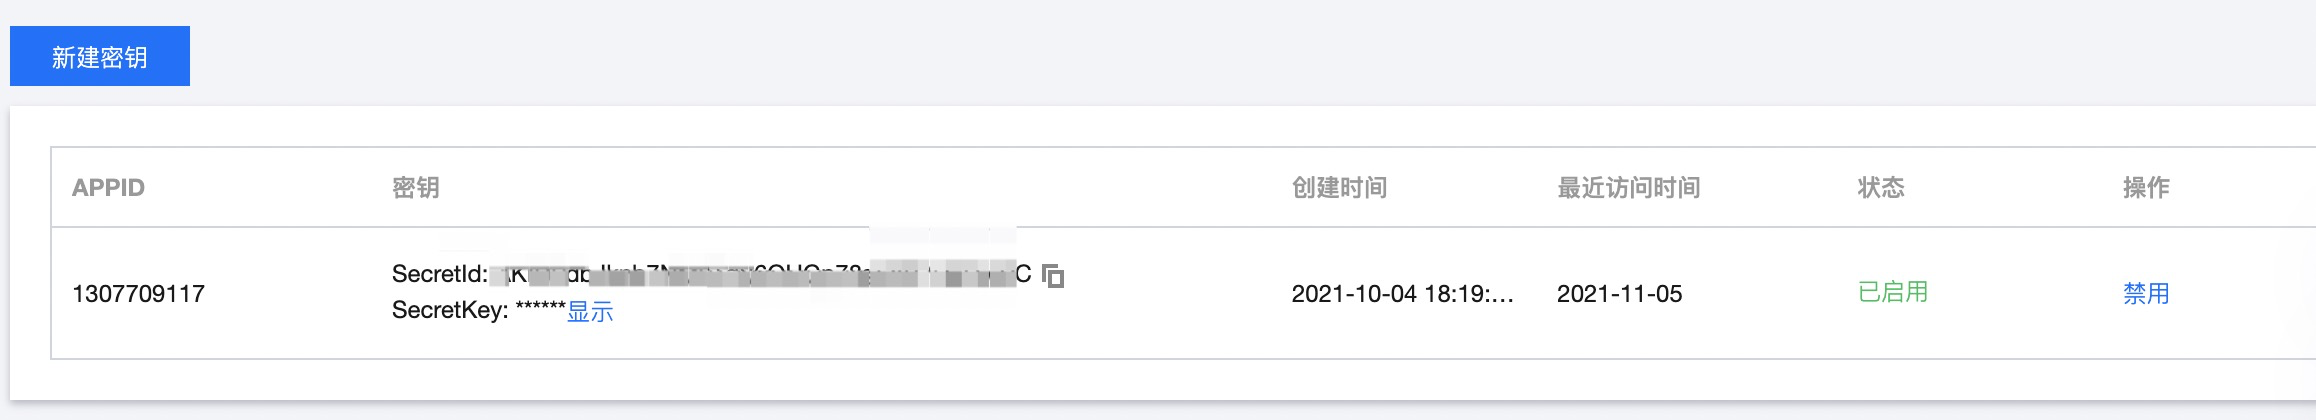 新建密钥
APPID 密钥 创建时间 最近访问时间 状态 操作
1307709117 SecretId: 2021-10-04 18:19:... 2021-11-05 已启用 禁用
SecretKey: ******显示